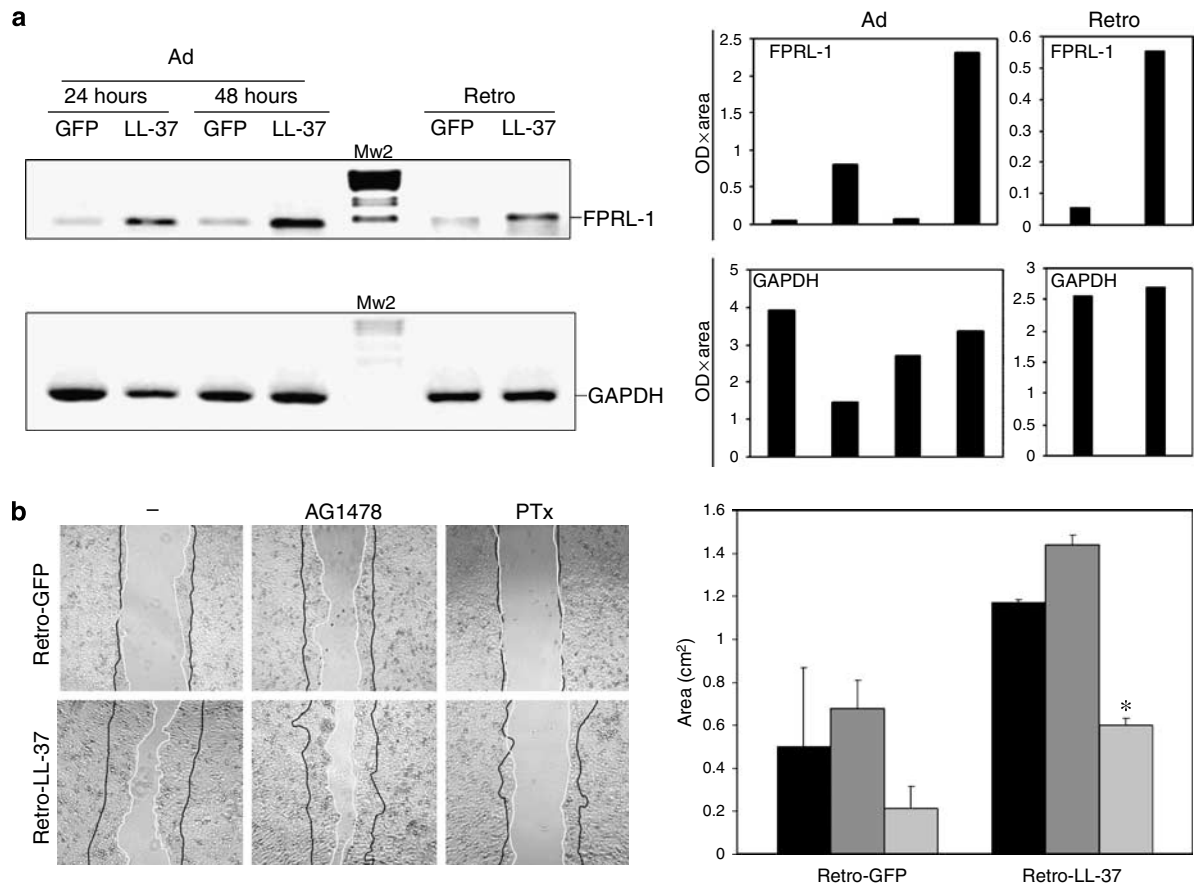 a
Ad
24 hours 48 hours Retro
GFP LL-37 GFP LL-37 GFP LL-37
Mw2
FPRL-1
Mw2
GAPDH
Ad Retro
OD×area
FPRL-1
2.5
2
1.5
1
0.5
0
FPRL-1
0.6
0.5
0.4
0.3
0.2
0.1
0
OD×area
GAPDH
5
4
3
2
1
0
GAPDH
3
2.5
2
1.5
1
0.5
0
b
– AG1478 PTx
Retro-GFP
Retro-LL-37
Area (cm²)
1.6
1.4
1.2
1
0.8
0.6
0.4
0.2
0
*
Retro-GFP Retro-LL-37